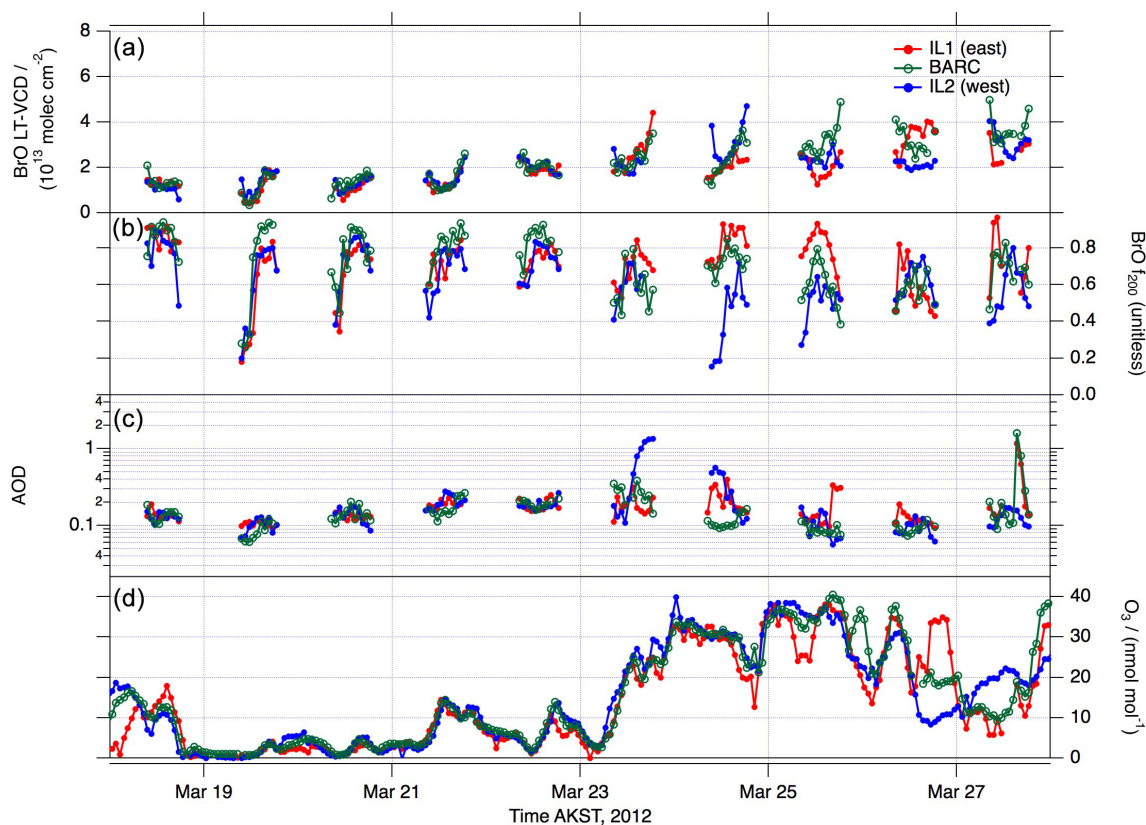 (a)
BrO LT-VCD /
(10¹³ molec cm⁻²)
8
6
4
2
0
IL1 (east)
BARC
IL2 (west)
(b)
BrO f₂₀₀ (unitless)
0.8
0.6
0.4
0.2
0.0
(c)
AOD
4
2
1
4
2
0.1
4
(d)
O₃ / (nmol mol⁻¹)
40
30
20
10
0
Mar 19
Mar 21
Mar 23
Mar 25
Mar 27
Time AKST, 2012